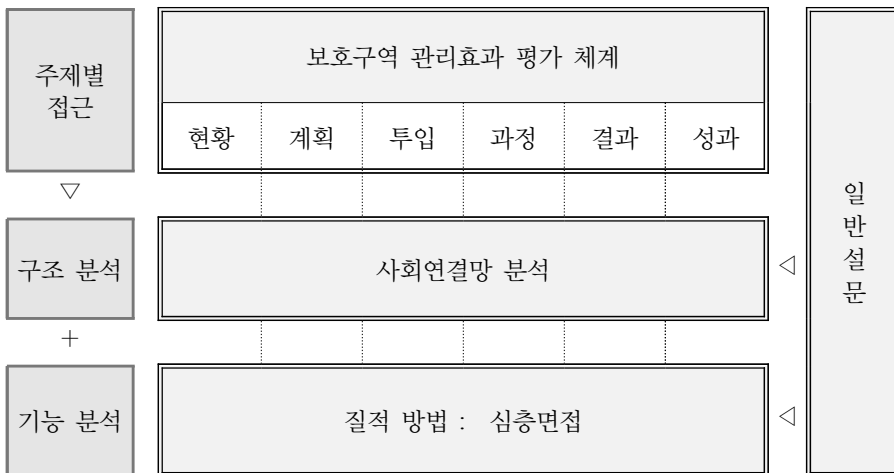 주제별
접근
보호구역 관리효과 평가 체계
현황 계획 투입 과정 결과 성과
▽
구조 분석
사회연결망 분석
◁
+
기능 분석
질적 방법 : 심층면접
◁
일
반
설
문